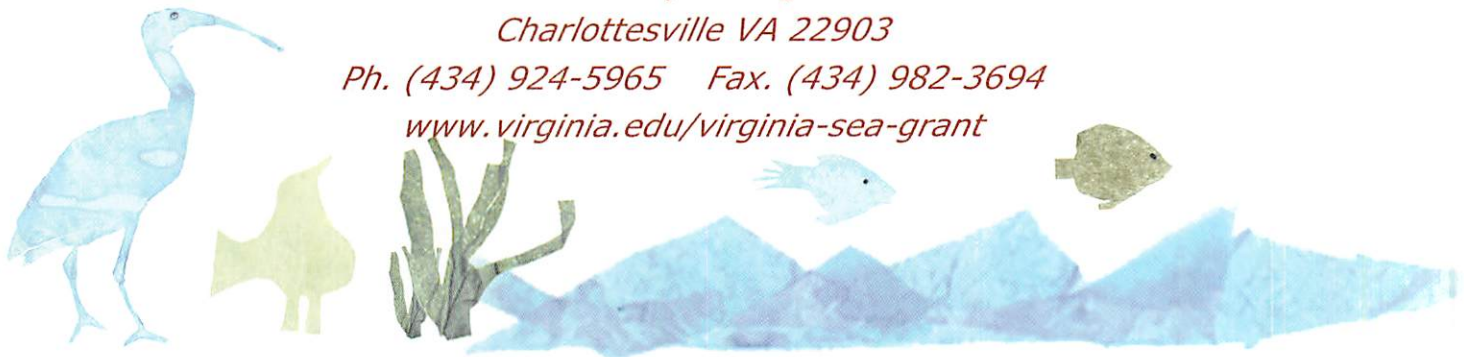 Charlottesville VA 22903
Ph. (434) 924-5965 Fax. (434) 982-3694
www.virginia.edu/virginia-sea-grant